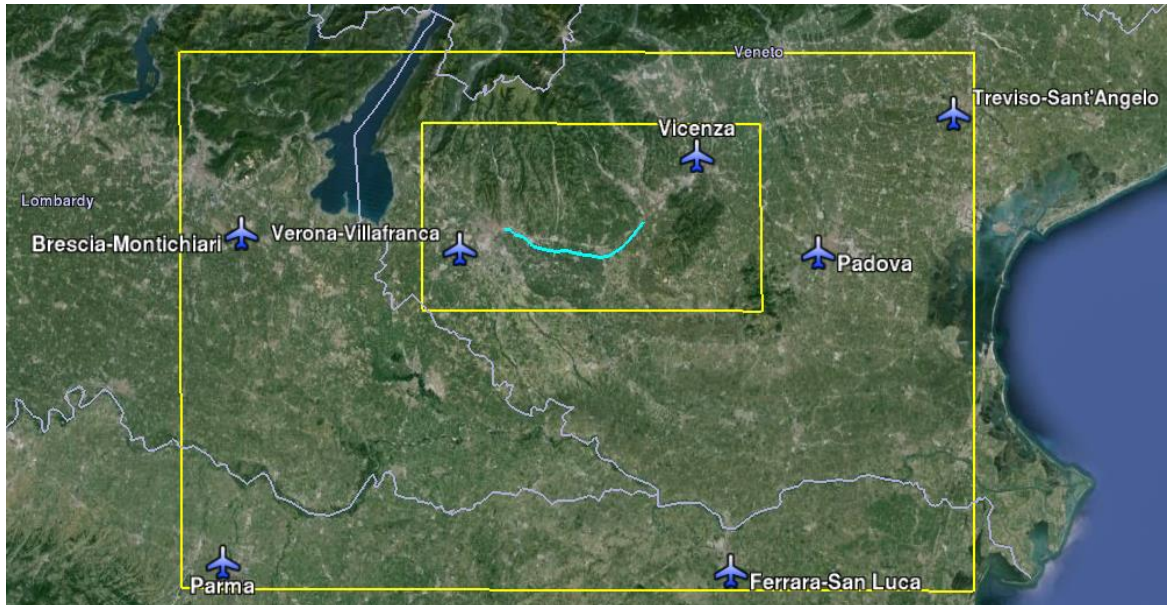 Veneto
Treviso-Sant'Angelo
Vicenza
Lombardy
Verona-Villafranca
Brescia-Montichiari
Padova
Parma
Ferrara-San Luca